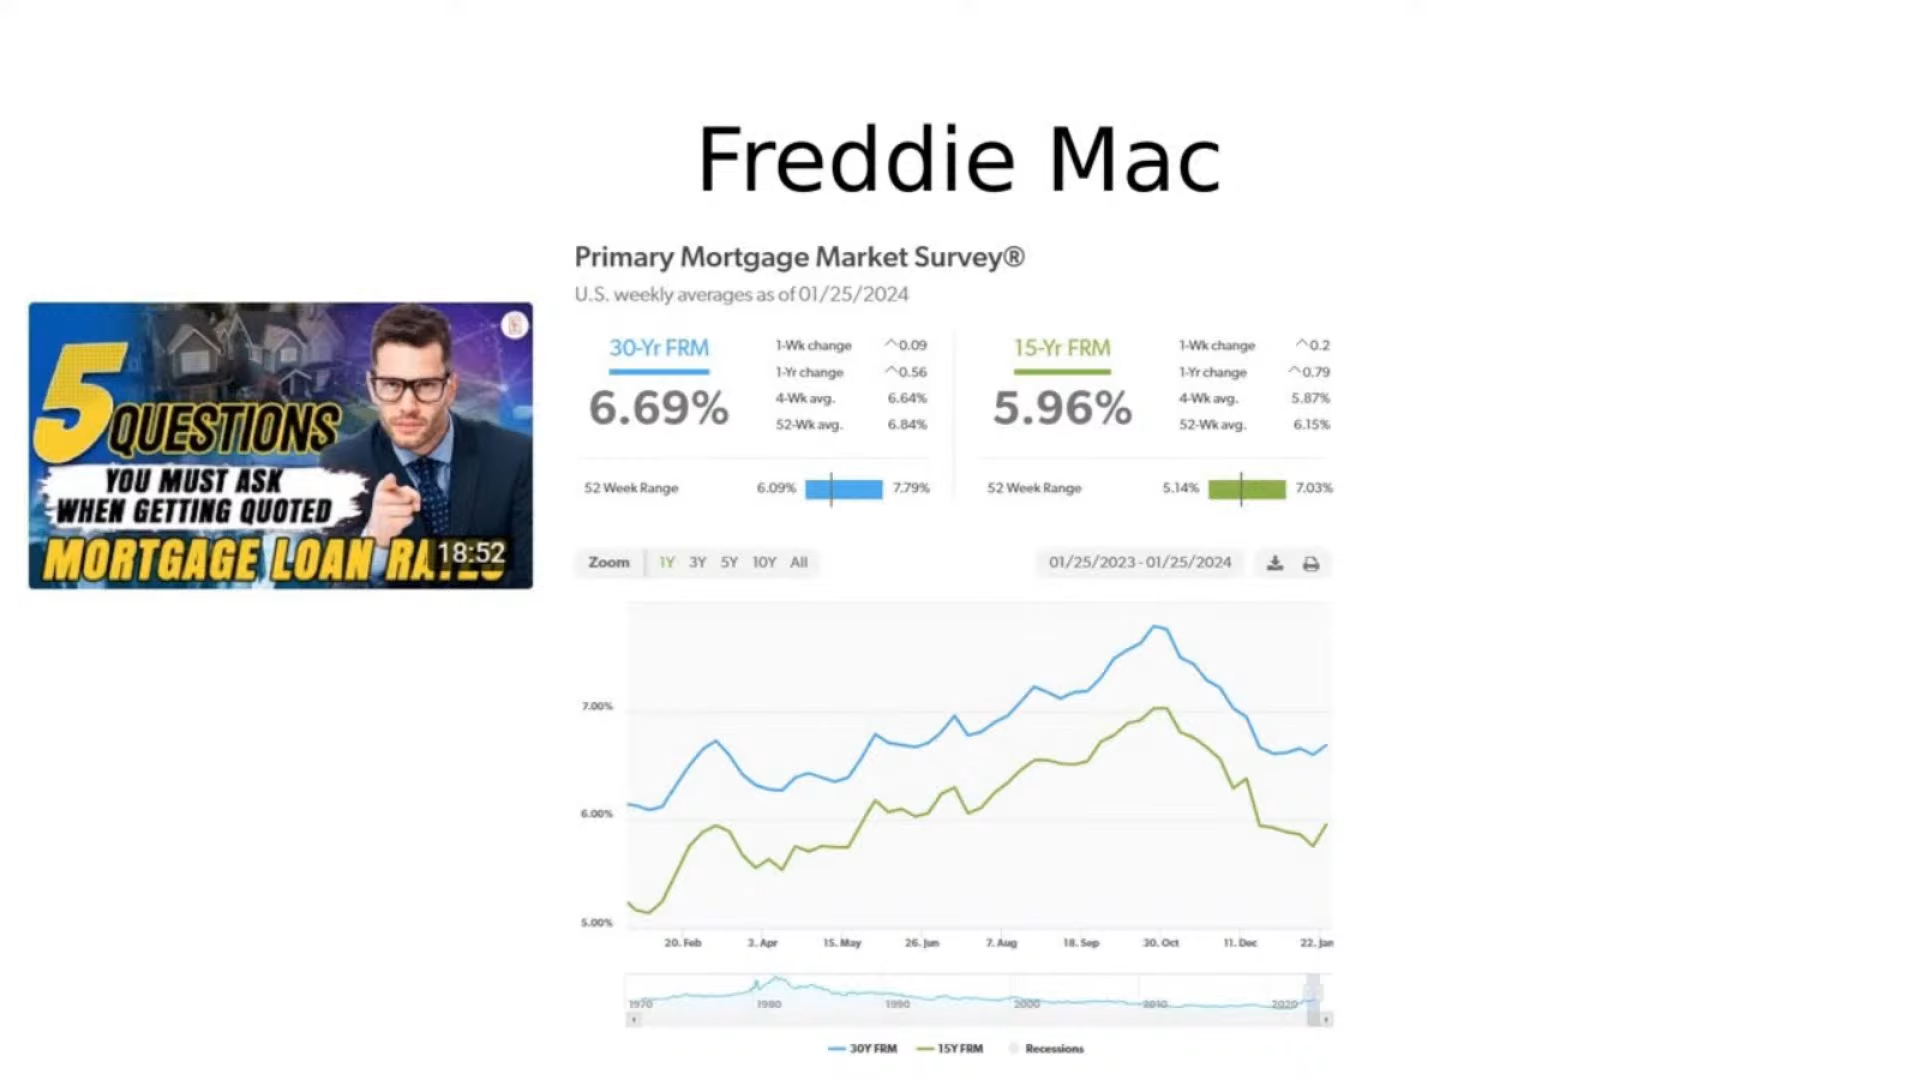 Freddie Mac
5 QUESTIONS
YOU MUST ASK
WHEN GETTING QUOTED
MORTGAGE LOAN
18:52
Primary Mortgage Market Survey®
U.S. weekly averages as of 01/25/2024
30-Yr FRM
6.69%
1-Wk change ^0.09
1-Yr change ^0.56
4-Wk avg. 6.64%
52-Wk avg. 6.84%
52 Week Range 6.09% 7.79%
15-Yr FRM
5.96%
1-Wk change ^0.2
1-Yr change ^0.79
4-Wk avg. 5.87%
52-Wk avg. 6.15%
52 Week Range 5.14% 7.03%
Zoom 1Y 3Y 5Y 10Y All
01/25/2023 - 01/25/2024
7.00%
6.00%
5.00%
20. Feb 3. Apr 15. May 26. Jun 7. Aug 18. Sep 30. Oct 11. Dec 22. Jan
1970 1980 1990 2000 2010 2020
30Y FRM 15Y FRM Recessions